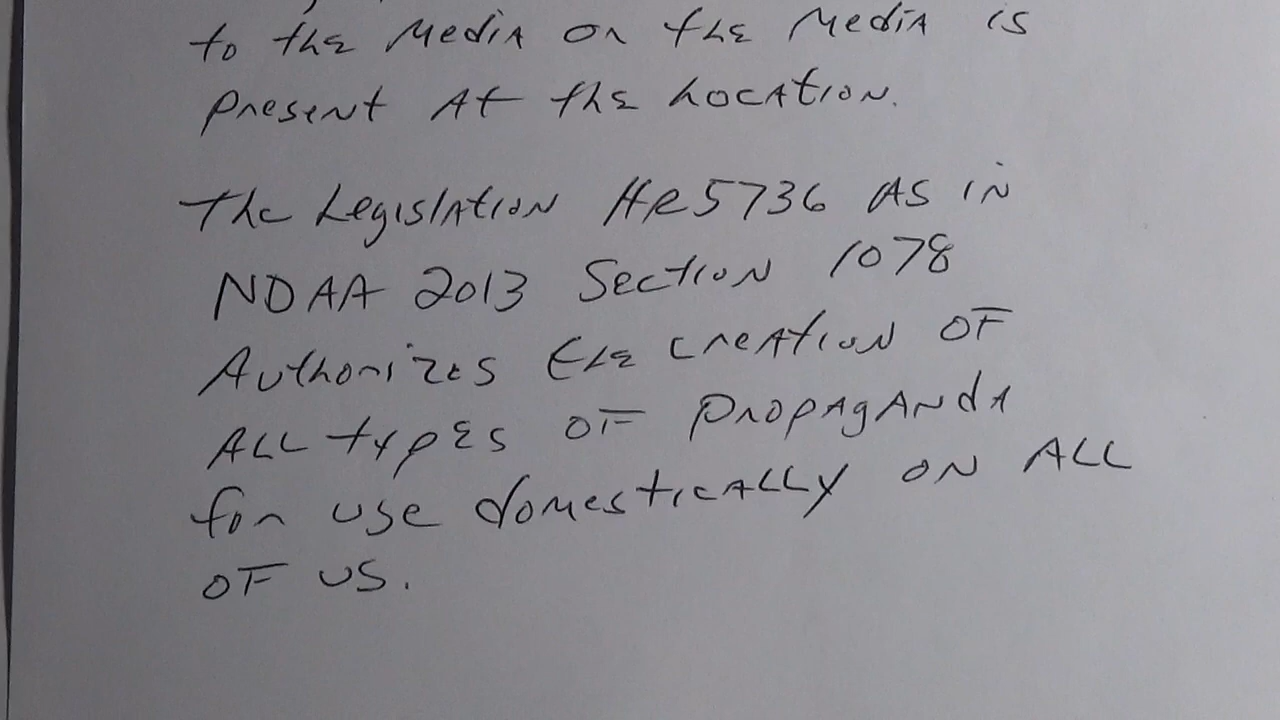 to the Media or the Media is
present At the Location.
The Legislation HR5736 AS IN
NDAA 2013 Section 1078
Authorizes the creation OF
ALL types OF propaganda
for use domestically ON ALL
OF US.